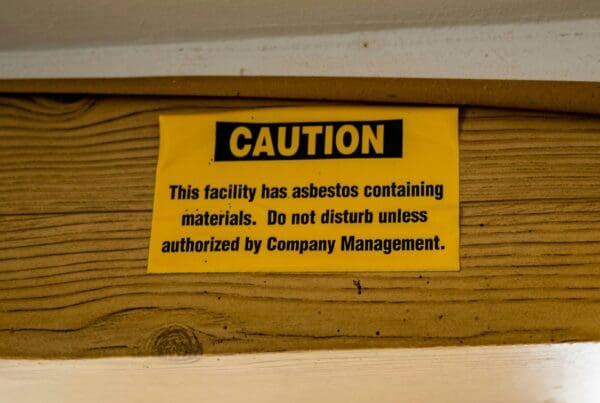 CAUTION
This facility has asbestos containing
materials. Do not disturb unless
authorized by Company Management.